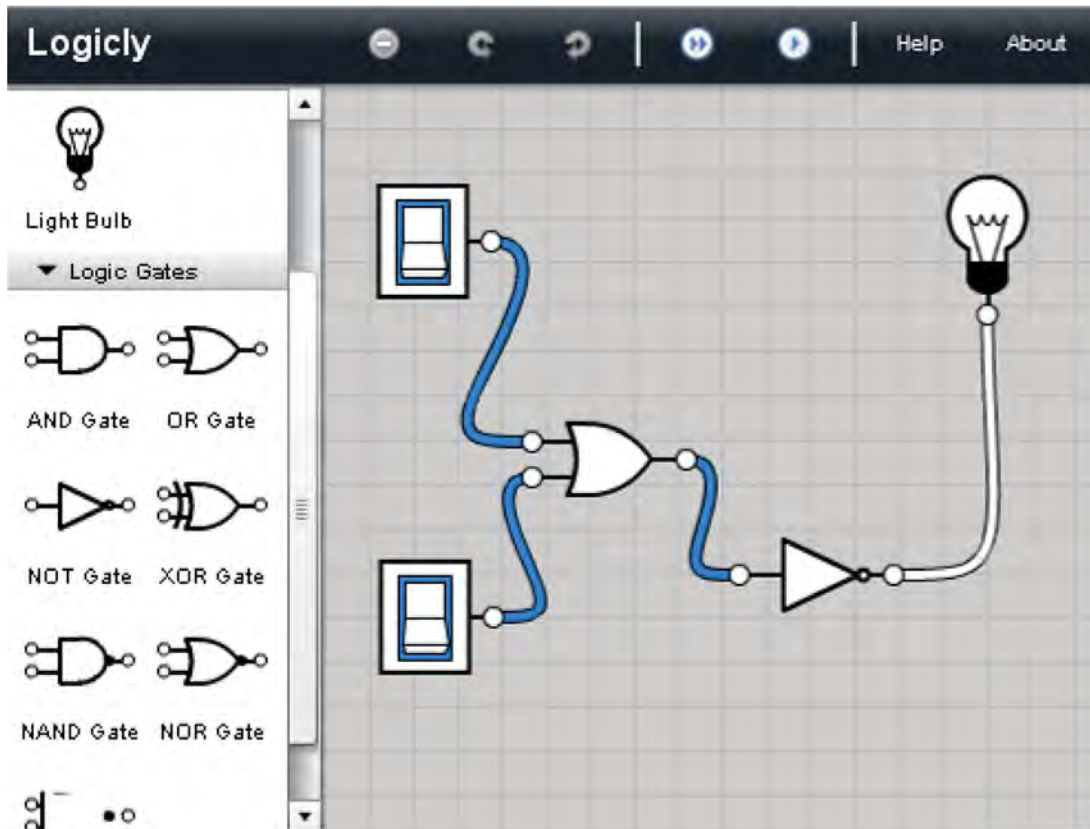 Logicly
Help About
Light Bulb
Logic Gates
AND Gate OR Gate
NOT Gate XOR Gate
NAND Gate NOR Gate